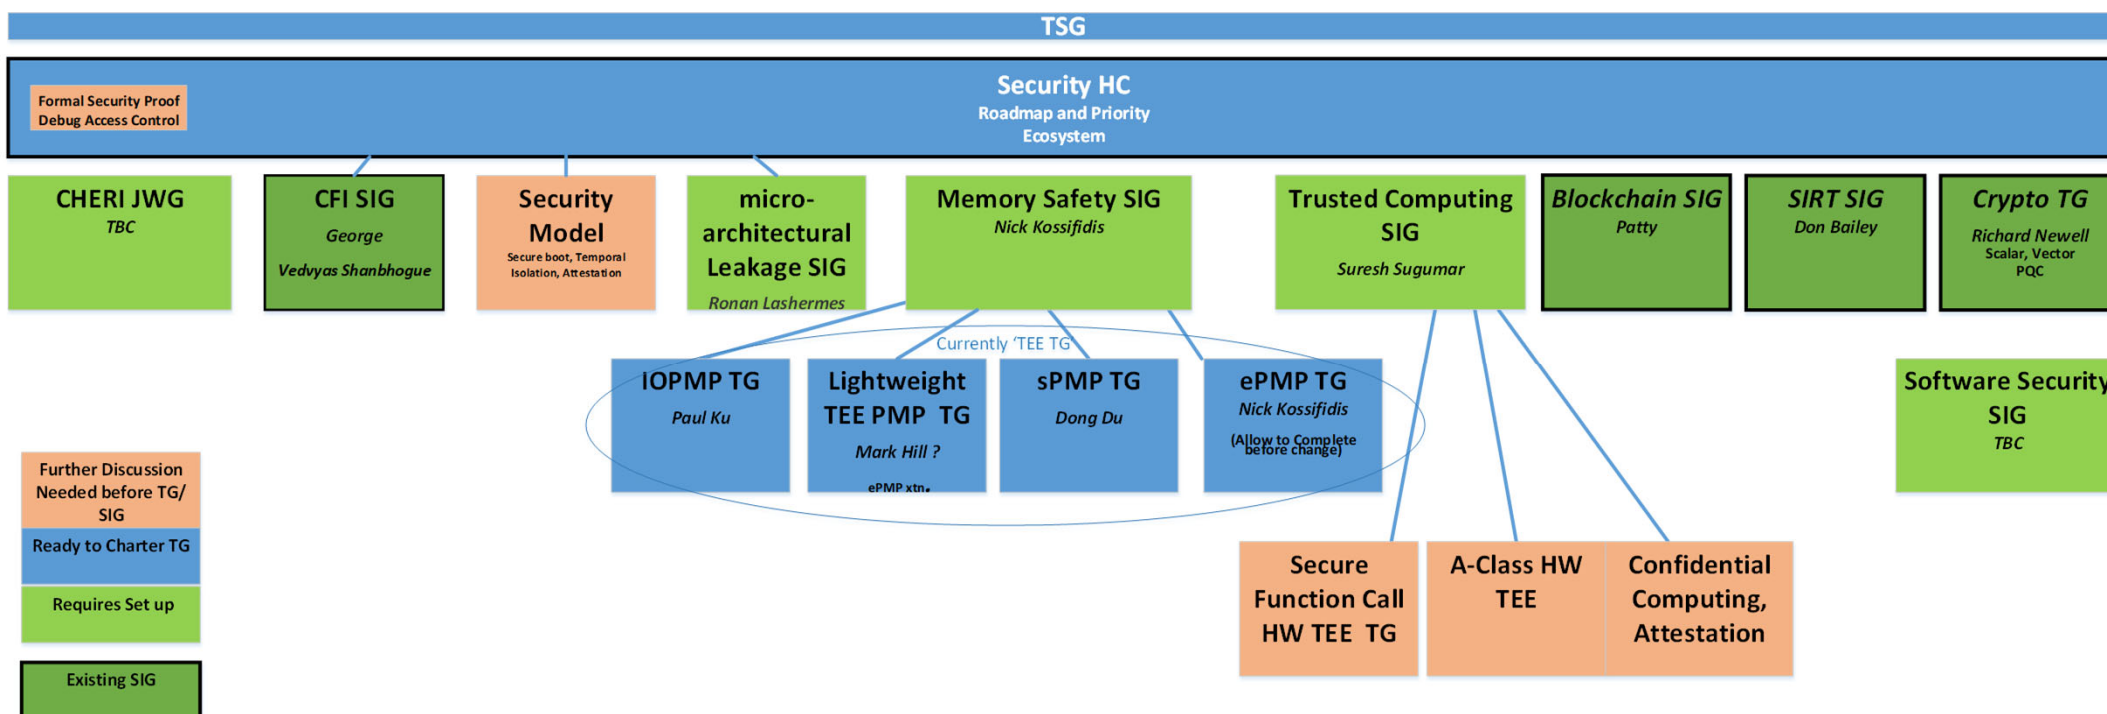 TSG
Security HC
Roadmap and Priority
Ecosystem
Formal Security Proof
Debug Access Control
CHERI JWG
TBC
CFI SIG
George
Vedvyas Shanbhogue
Security
Model
Secure boot, Temporal
Isolation, Attestation
micro-
architectural
Leakage SIG
Ronan Lashermes
Memory Safety SIG
Nick Kossifidis
Trusted Computing
SIG
Suresh Sugumar
Blockchain SIG
Patty
SIRT SIG
Don Bailey
Crypto TG
Richard Newell
Scalar, Vector
PQC
Currently 'TEE TG'
IOPMP TG
Paul Ku
Lightweight
TEE PMP TG
Mark Hill ?
ePMP xtn.
sPMP TG
Dong Du
ePMP TG
Nick Kossifidis
(Allow to Complete
before change)
Software Security
SIG
TBC
Further Discussion
Needed before TG/
SIG
Ready to Charter TG
Requires Set up
Existing SIG
Secure
Function Call
HW TEE TG
A-Class HW
TEE
Confidential
Computing,
Attestation